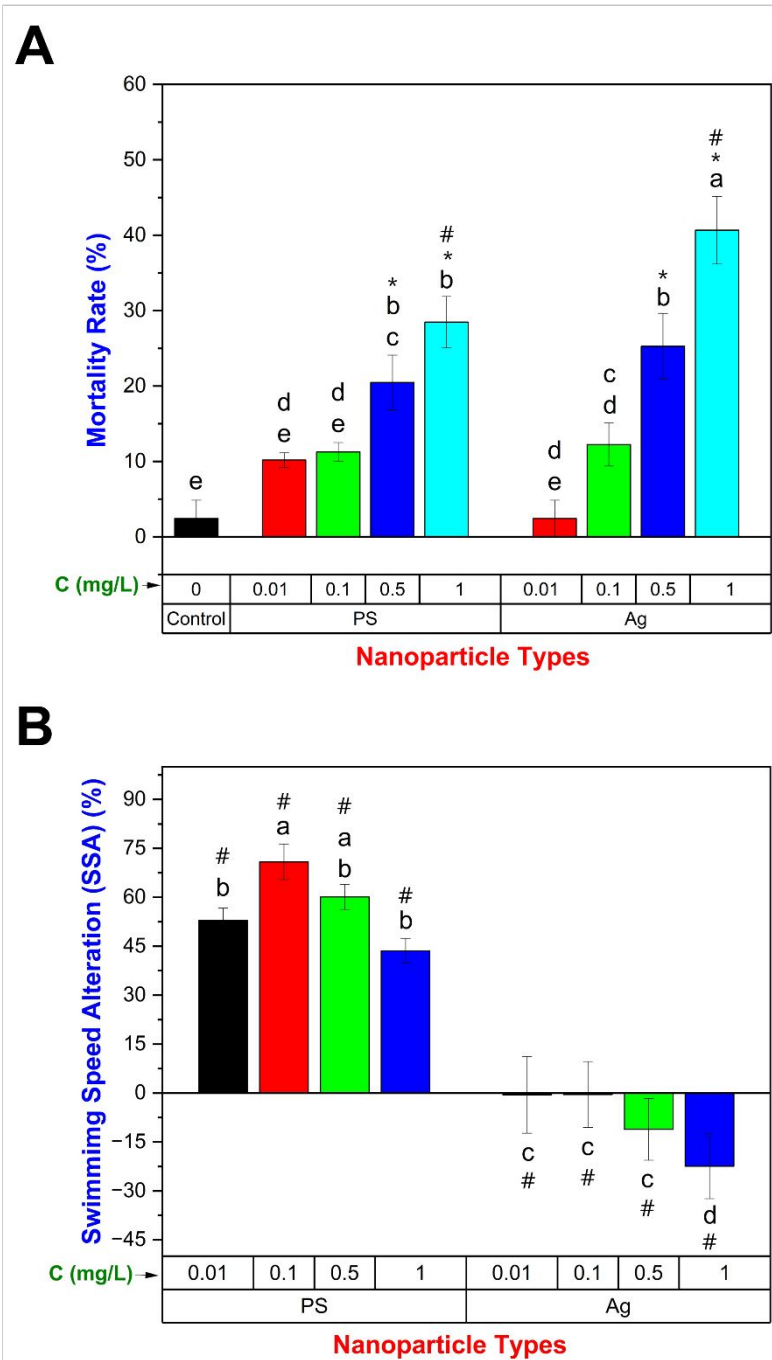 A
60
50
40
30
20
10
0
Mortality Rate (%)
e
d
e
d
e
*
b
c
#
*
b
d
e
c
d
*
b
#
*
a
C (mg/L) 0 0.01 0.1 0.5 1 0.01 0.1 0.5 1
Control PS Ag
Nanoparticle Types
B
90
75
60
45
30
15
0
−15
−30
−45
Swimmimg Speed Alteration (SSA) (%)
#
b
#
a
#
a
b
#
b
c
#
c
#
c
#
d
#
C (mg/L) 0.01 0.1 0.5 1 0.01 0.1 0.5 1
PS Ag
Nanoparticle Types